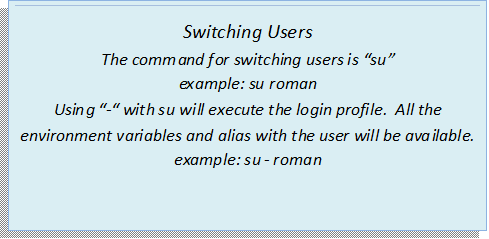 Switching Users
The command for switching users is “su”
example: su roman
Using “-“ with su will execute the login profile.  All the
environment variables and alias with the user will be available.
example: su - roman